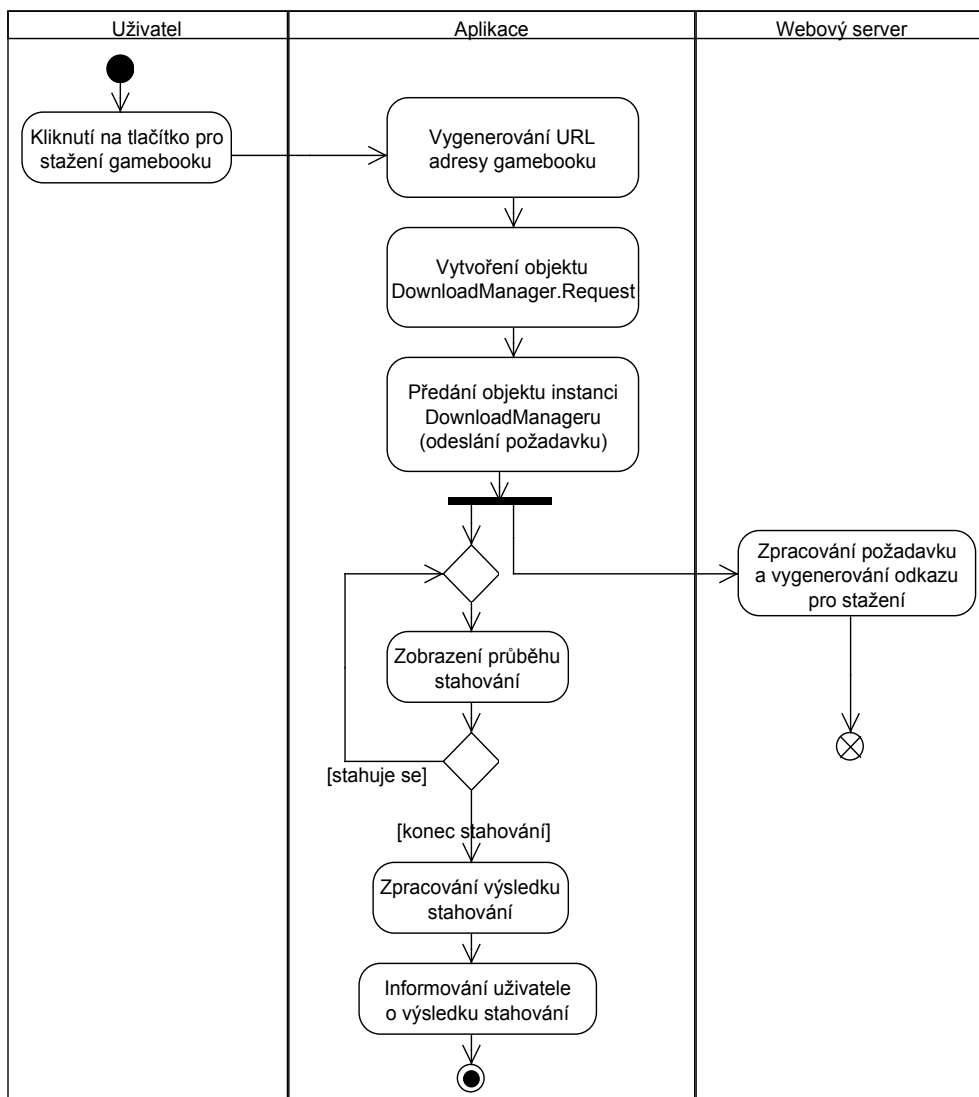 Uživatel
Aplikace
Webový server
Kliknutí na tlačítko pro
stažení gamebooku
Vygenerování URL
adresy gamebooku
Vytvoření objektu
DownloadManager.Request
Předání objektu instanci
DownloadManageru
(odeslání požadavku)
Zpracování požadavku
a vygenerování odkazu
pro stažení
Zobrazení průběhu
stahování
[stahuje se]
[konec stahování]
Zpracování výsledku
stahování
Informování uživatele
o výsledku stahování